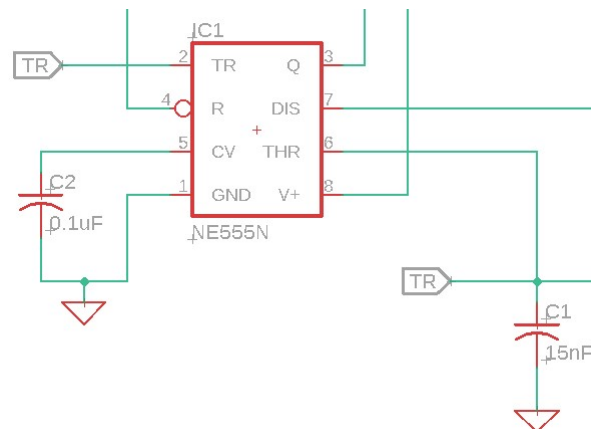 IC1
TR
2
TR
Q
3
4
R
DIS
7
5
CV
THR
6
1
GND
V+
8
C2
0.1uF
NE555N
TR
C1
15nF